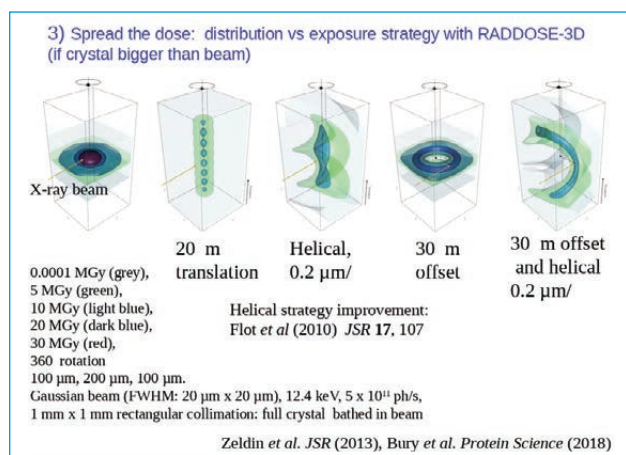 3) Spread the dose: distribution vs exposure strategy with RADDOSE-3D
(if crystal bigger than beam)
X-ray beam
20 m
translation
Helical,
0.2 µm/
30 m
offset
30 m offset
and helical
0.2 µm/
0.0001 MGy (grey),
5 MGy (green),
10 MGy (light blue),
20 MGy (dark blue),
30 MGy (red),
360 rotation
100 µm, 200 µm, 100 µm.
Gaussian beam (FWHM: 20 µm x 20 µm), 12.4 keV, 5 x 10¹¹ ph/s,
1 mm x 1 mm rectangular collimation: full crystal bathed in beam
Helical strategy improvement:
Flot et al (2010) JSR 17, 107
Zeldin et al. JSR (2013), Bury et al. Protein Science (2018)